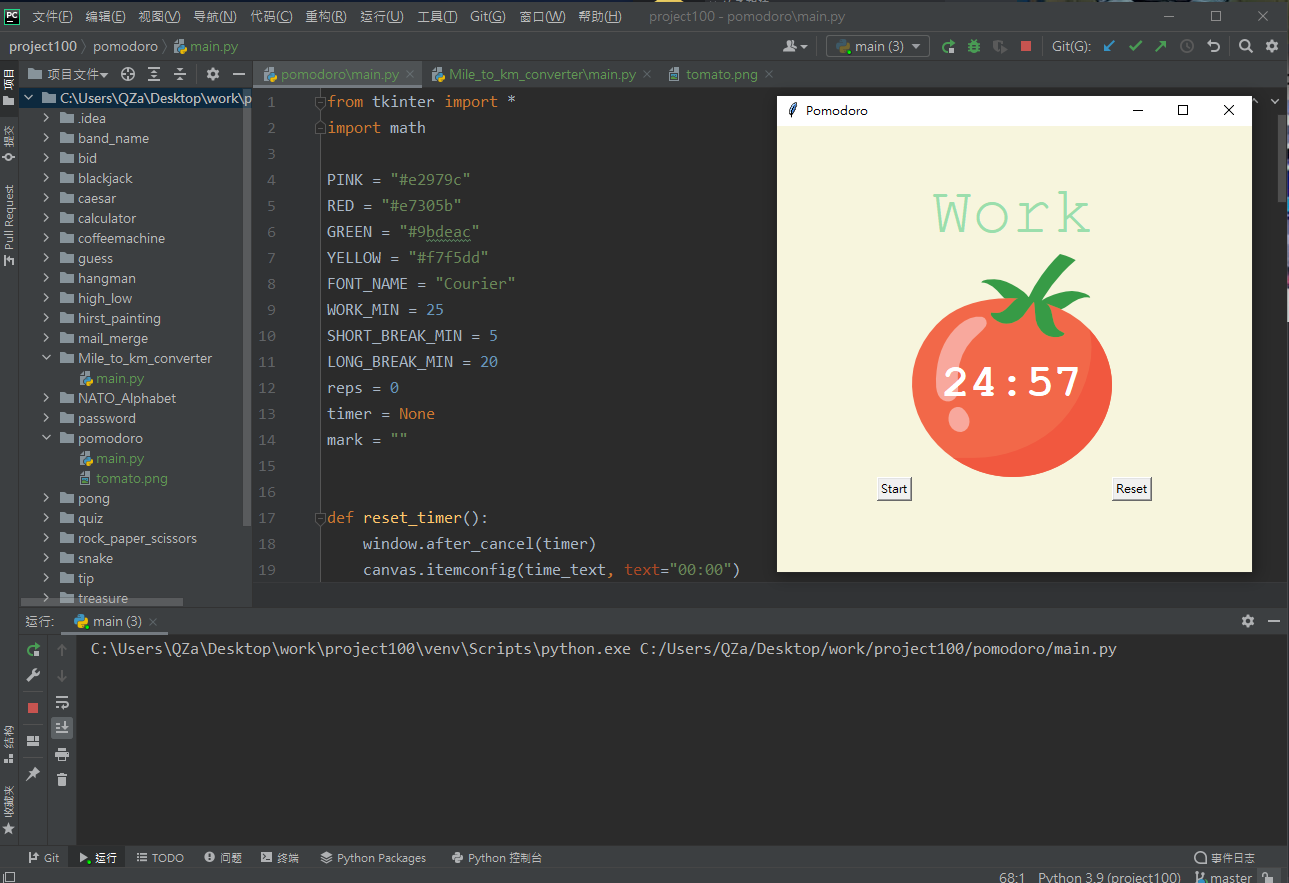 PC 文件(F) 编辑(E) 视图(V) 导航(N) 代码(C) 重构(R) 运行(U) 工具(T) Git(G) 窗口(W) 帮助(H) project100 - pomodoro\main.py
project100 pomodoro main.py main (3) Git(G):
项目文件 pomodoro\main.py Mile_to_km_converter\main.py tomato.png
项目
提交
Pull Request
C:\Users\QZa\Desktop\work\p
.idea
band_name
bid
blackjack
caesar
calculator
coffeemachine
guess
hangman
high_low
hirst_painting
mail_merge
Mile_to_km_converter
main.py
NATO_Alphabet
password
pomodoro
main.py
tomato.png
pong
quiz
rock_paper_scissors
snake
tip
treasure
1 from tkinter import *
2 import math
3
4 PINK = "#e2979c"
5 RED = "#e7305b"
6 GREEN = "#9bdeac"
7 YELLOW = "#f7f5dd"
8 FONT_NAME = "Courier"
9 WORK_MIN = 25
10 SHORT_BREAK_MIN = 5
11 LONG_BREAK_MIN = 20
12 reps = 0
13 timer = None
14 mark = ""
15
16
17 def reset_timer():
18 window.after_cancel(timer)
19 canvas.itemconfig(time_text, text="00:00")
Pomodoro
Work
24:57
Start Reset
运行: main (3)
C:\Users\QZa\Desktop\work\project100\venv\Scripts\python.exe C:/Users/QZa/Desktop/work/project100/pomodoro/main.py
结构
收藏夹
Git 运行 TODO 问题 终端 Python Packages Python 控制台 事件日志
68:1 Python 3.9 (project100) master